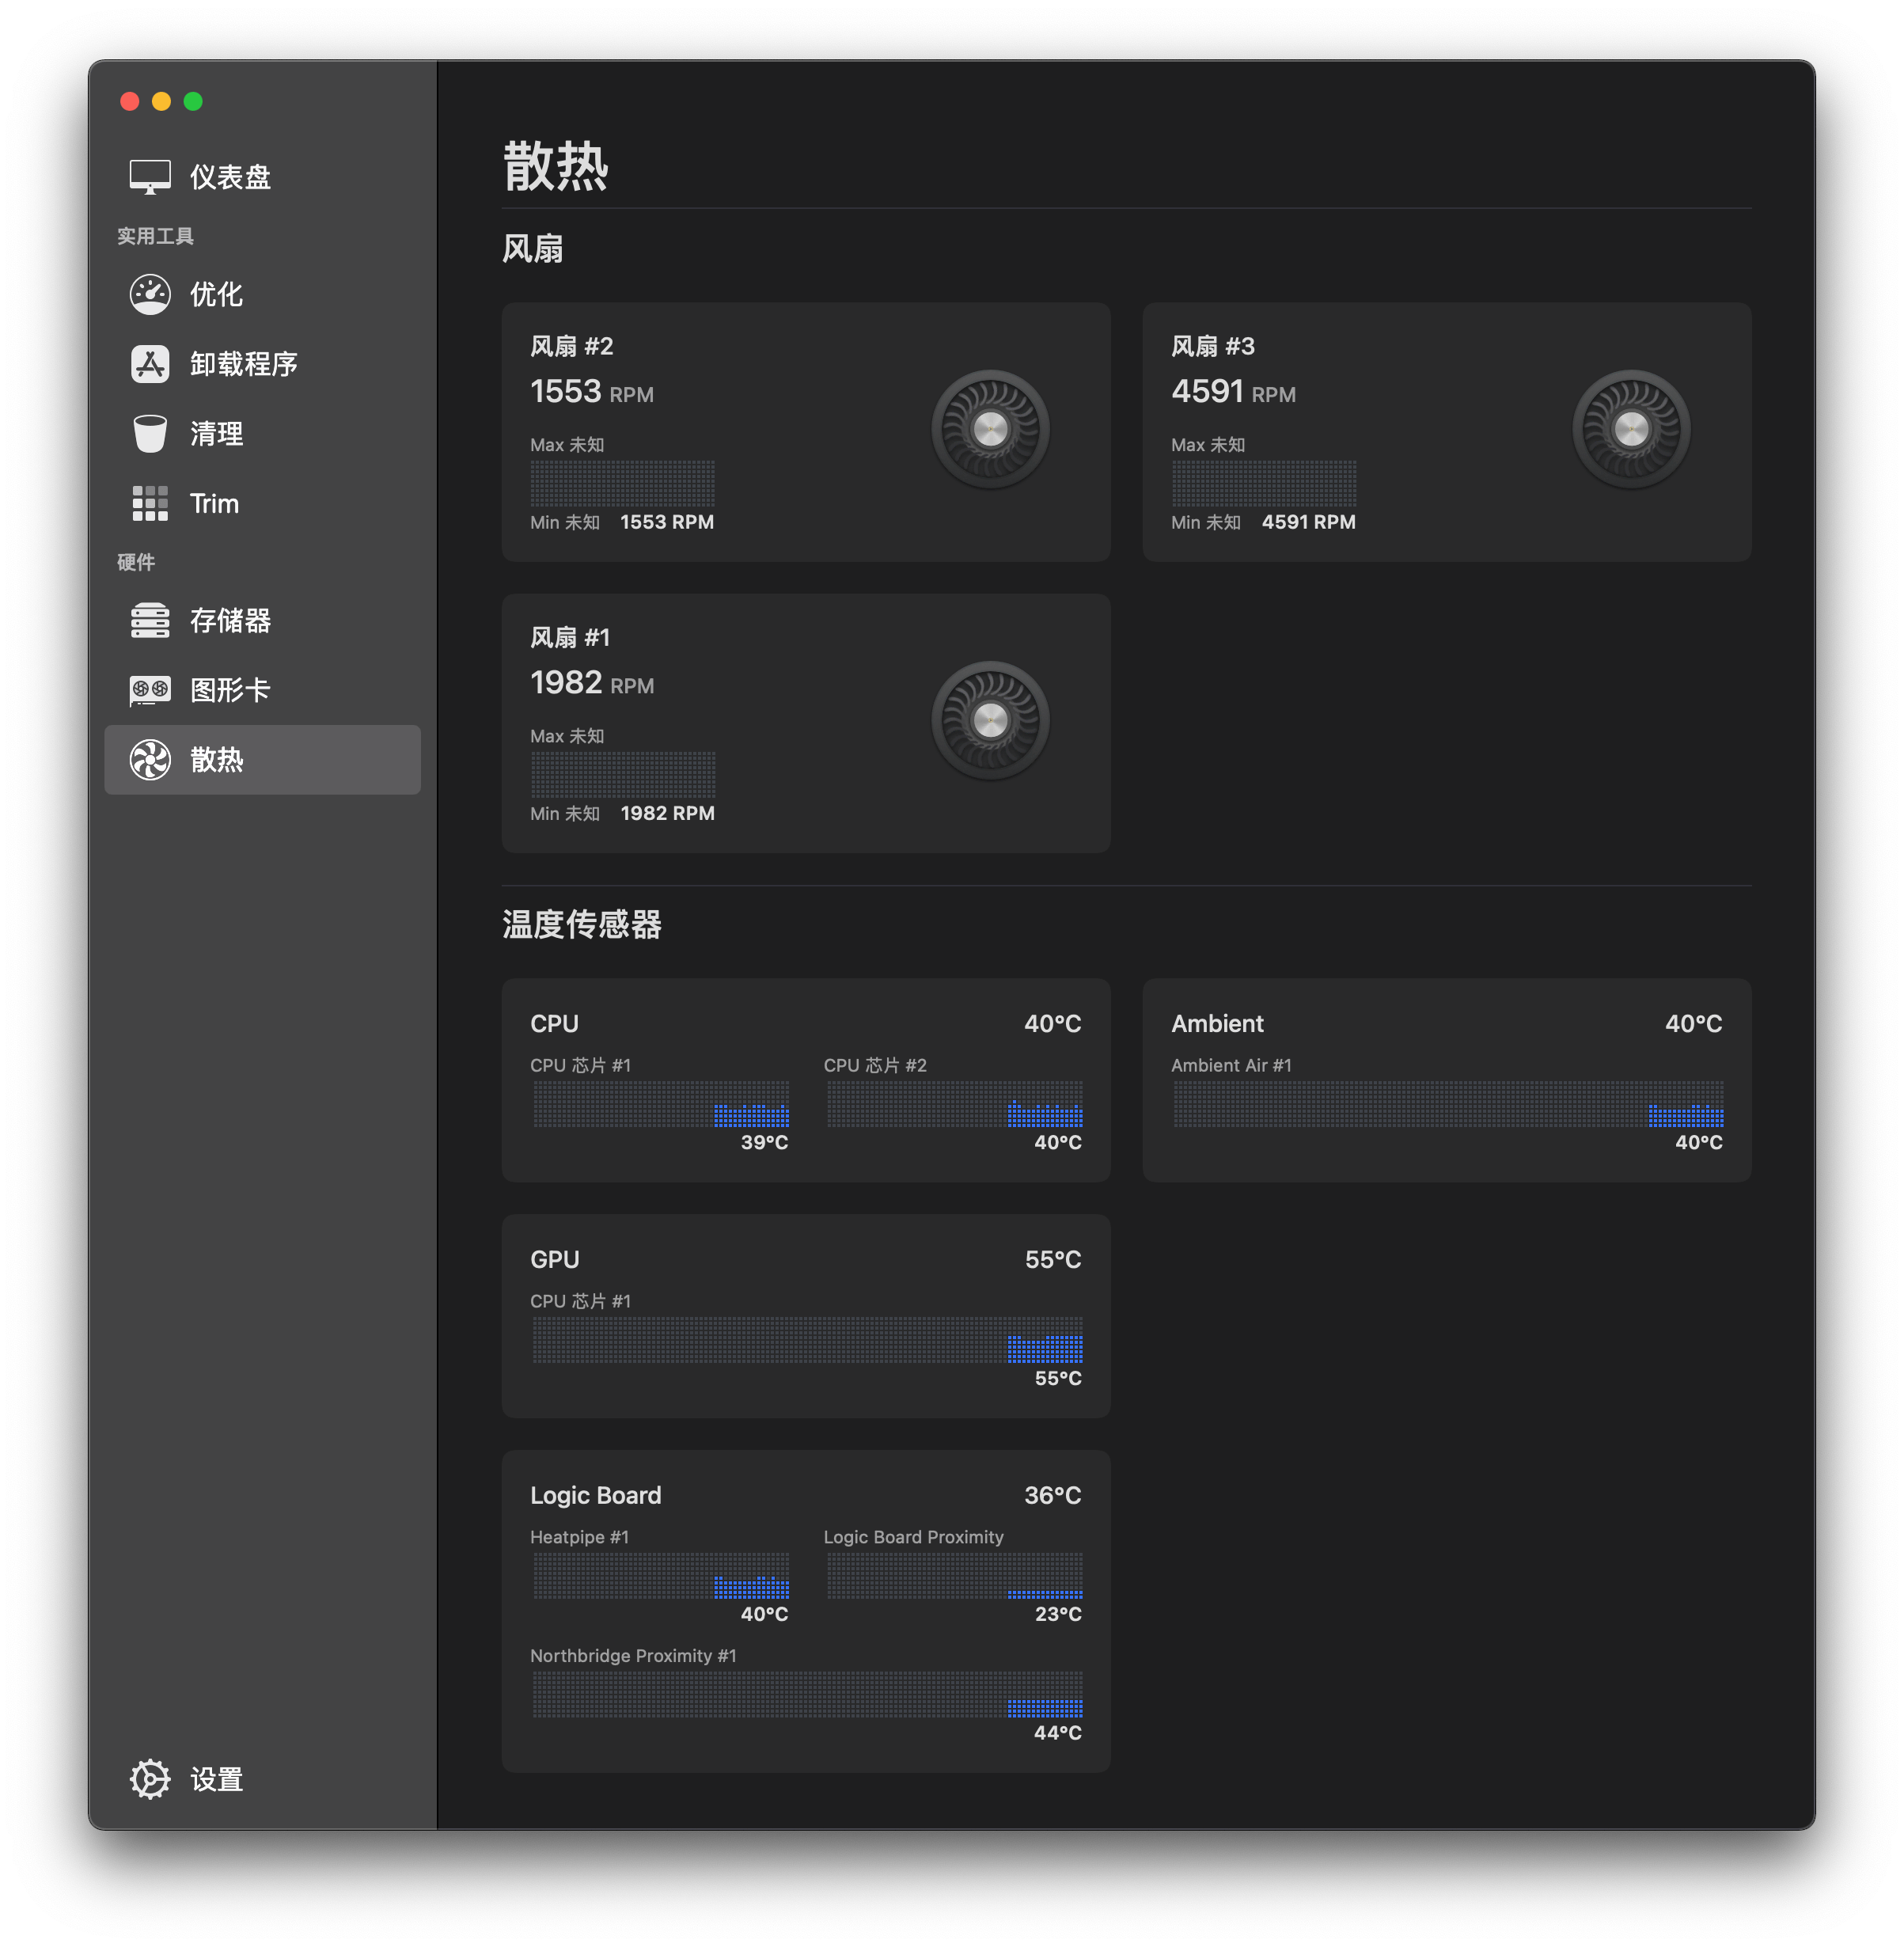 仪表盘
实用工具
优化
卸载程序
清理
Trim
硬件
存储器
图形卡
散热
设置
散热
风扇
风扇 #2
1553 RPM
Max 未知
Min 未知 1553 RPM
风扇 #3
4591 RPM
Max 未知
Min 未知 4591 RPM
风扇 #1
1982 RPM
Max 未知
Min 未知 1982 RPM
温度传感器
CPU 40°C
CPU 芯片 #1
39°C
CPU 芯片 #2
40°C
Ambient 40°C
Ambient Air #1
40°C
GPU 55°C
CPU 芯片 #1
55°C
Logic Board 36°C
Heatpipe #1
40°C
Logic Board Proximity
23°C
Northbridge Proximity #1
44°C